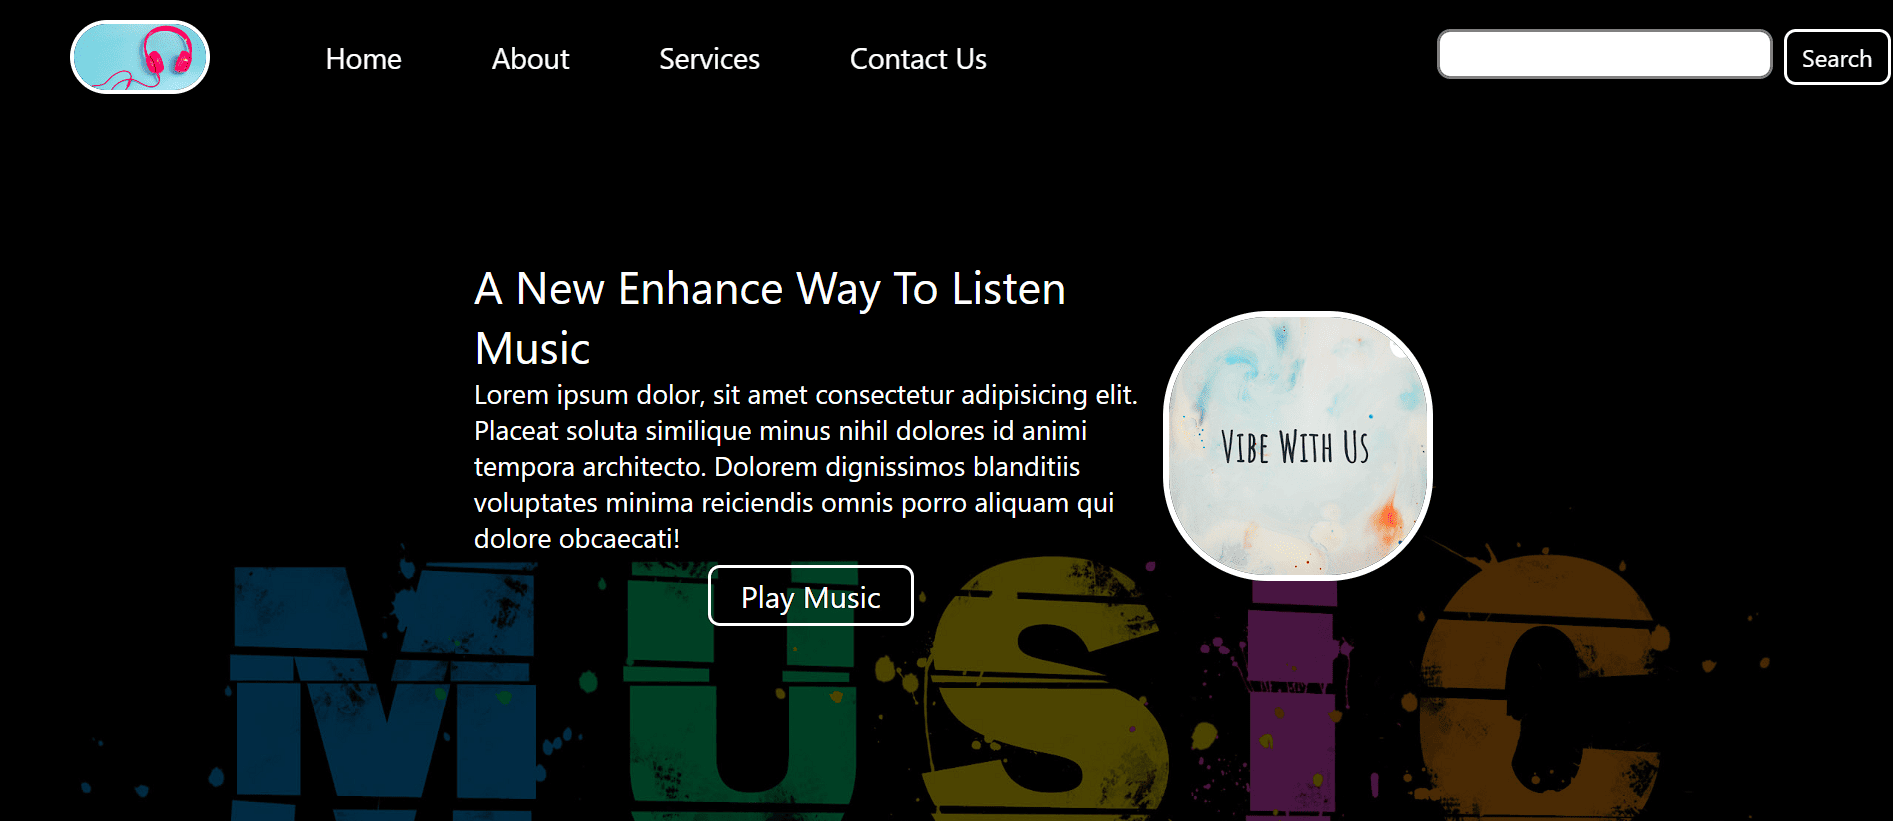 Home About Services Contact Us Search
A New Enhance Way To Listen
Music
Lorem ipsum dolor, sit amet consectetur adipisicing elit.
Placeat soluta similique minus nihil dolores id animi
tempora architecto. Dolorem dignissimos blanditiis
voluptates minima reiciendis omnis porro aliquam qui
dolore obcaecati!
Play Music
Vibe With Us
MUSIC